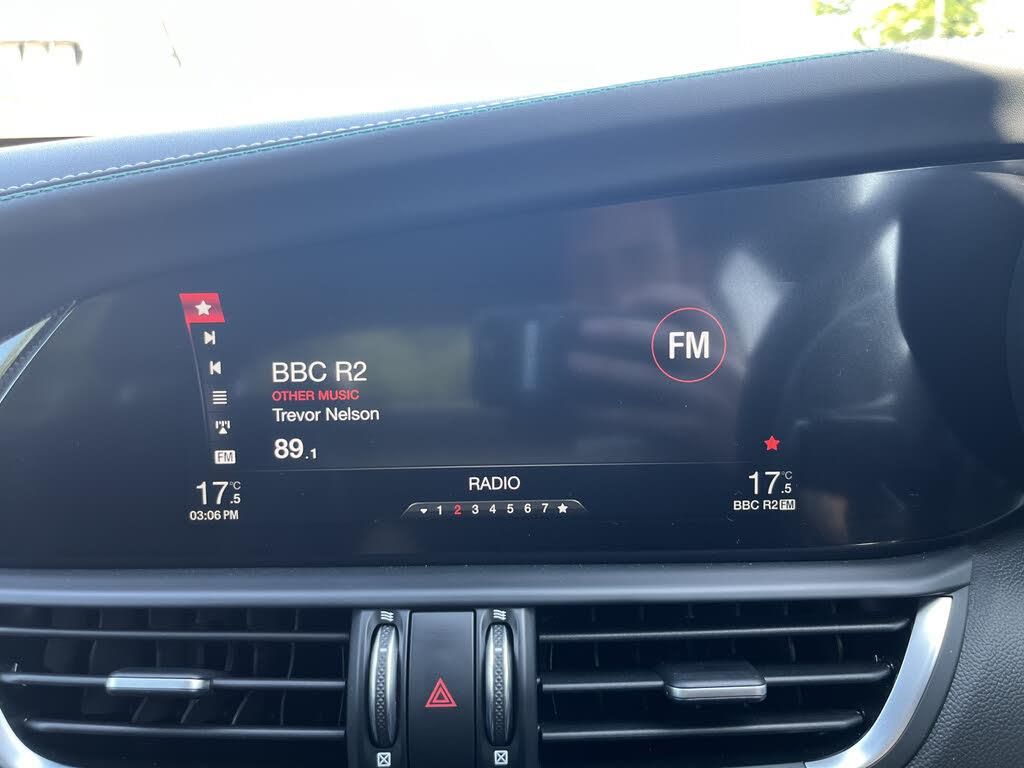 FM
BBC R2
OTHER MUSIC
Trevor Nelson
89.1
FM
17.5°C
03:06 PM
RADIO
1 2 3 4 5 6 7
17.5°C
BBC R2 FM